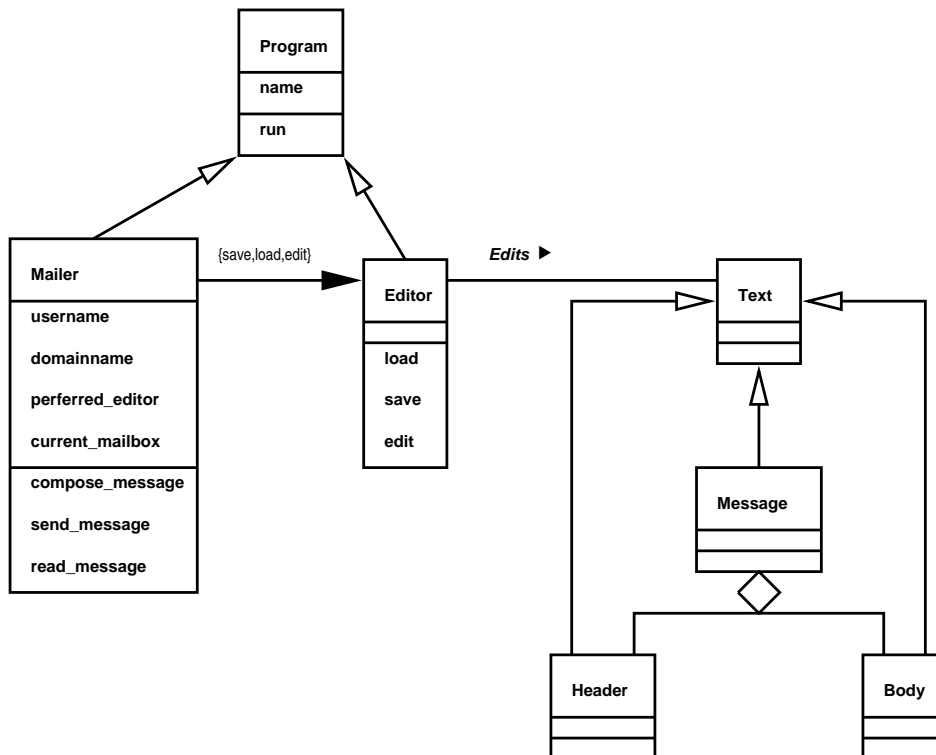 Program
name
run
{save,load,edit}
Edits ►
Mailer
username
domainname
perferred_editor
current_mailbox
compose_message
send_message
read_message
Editor
load
save
edit
Text
Message
Header
Body